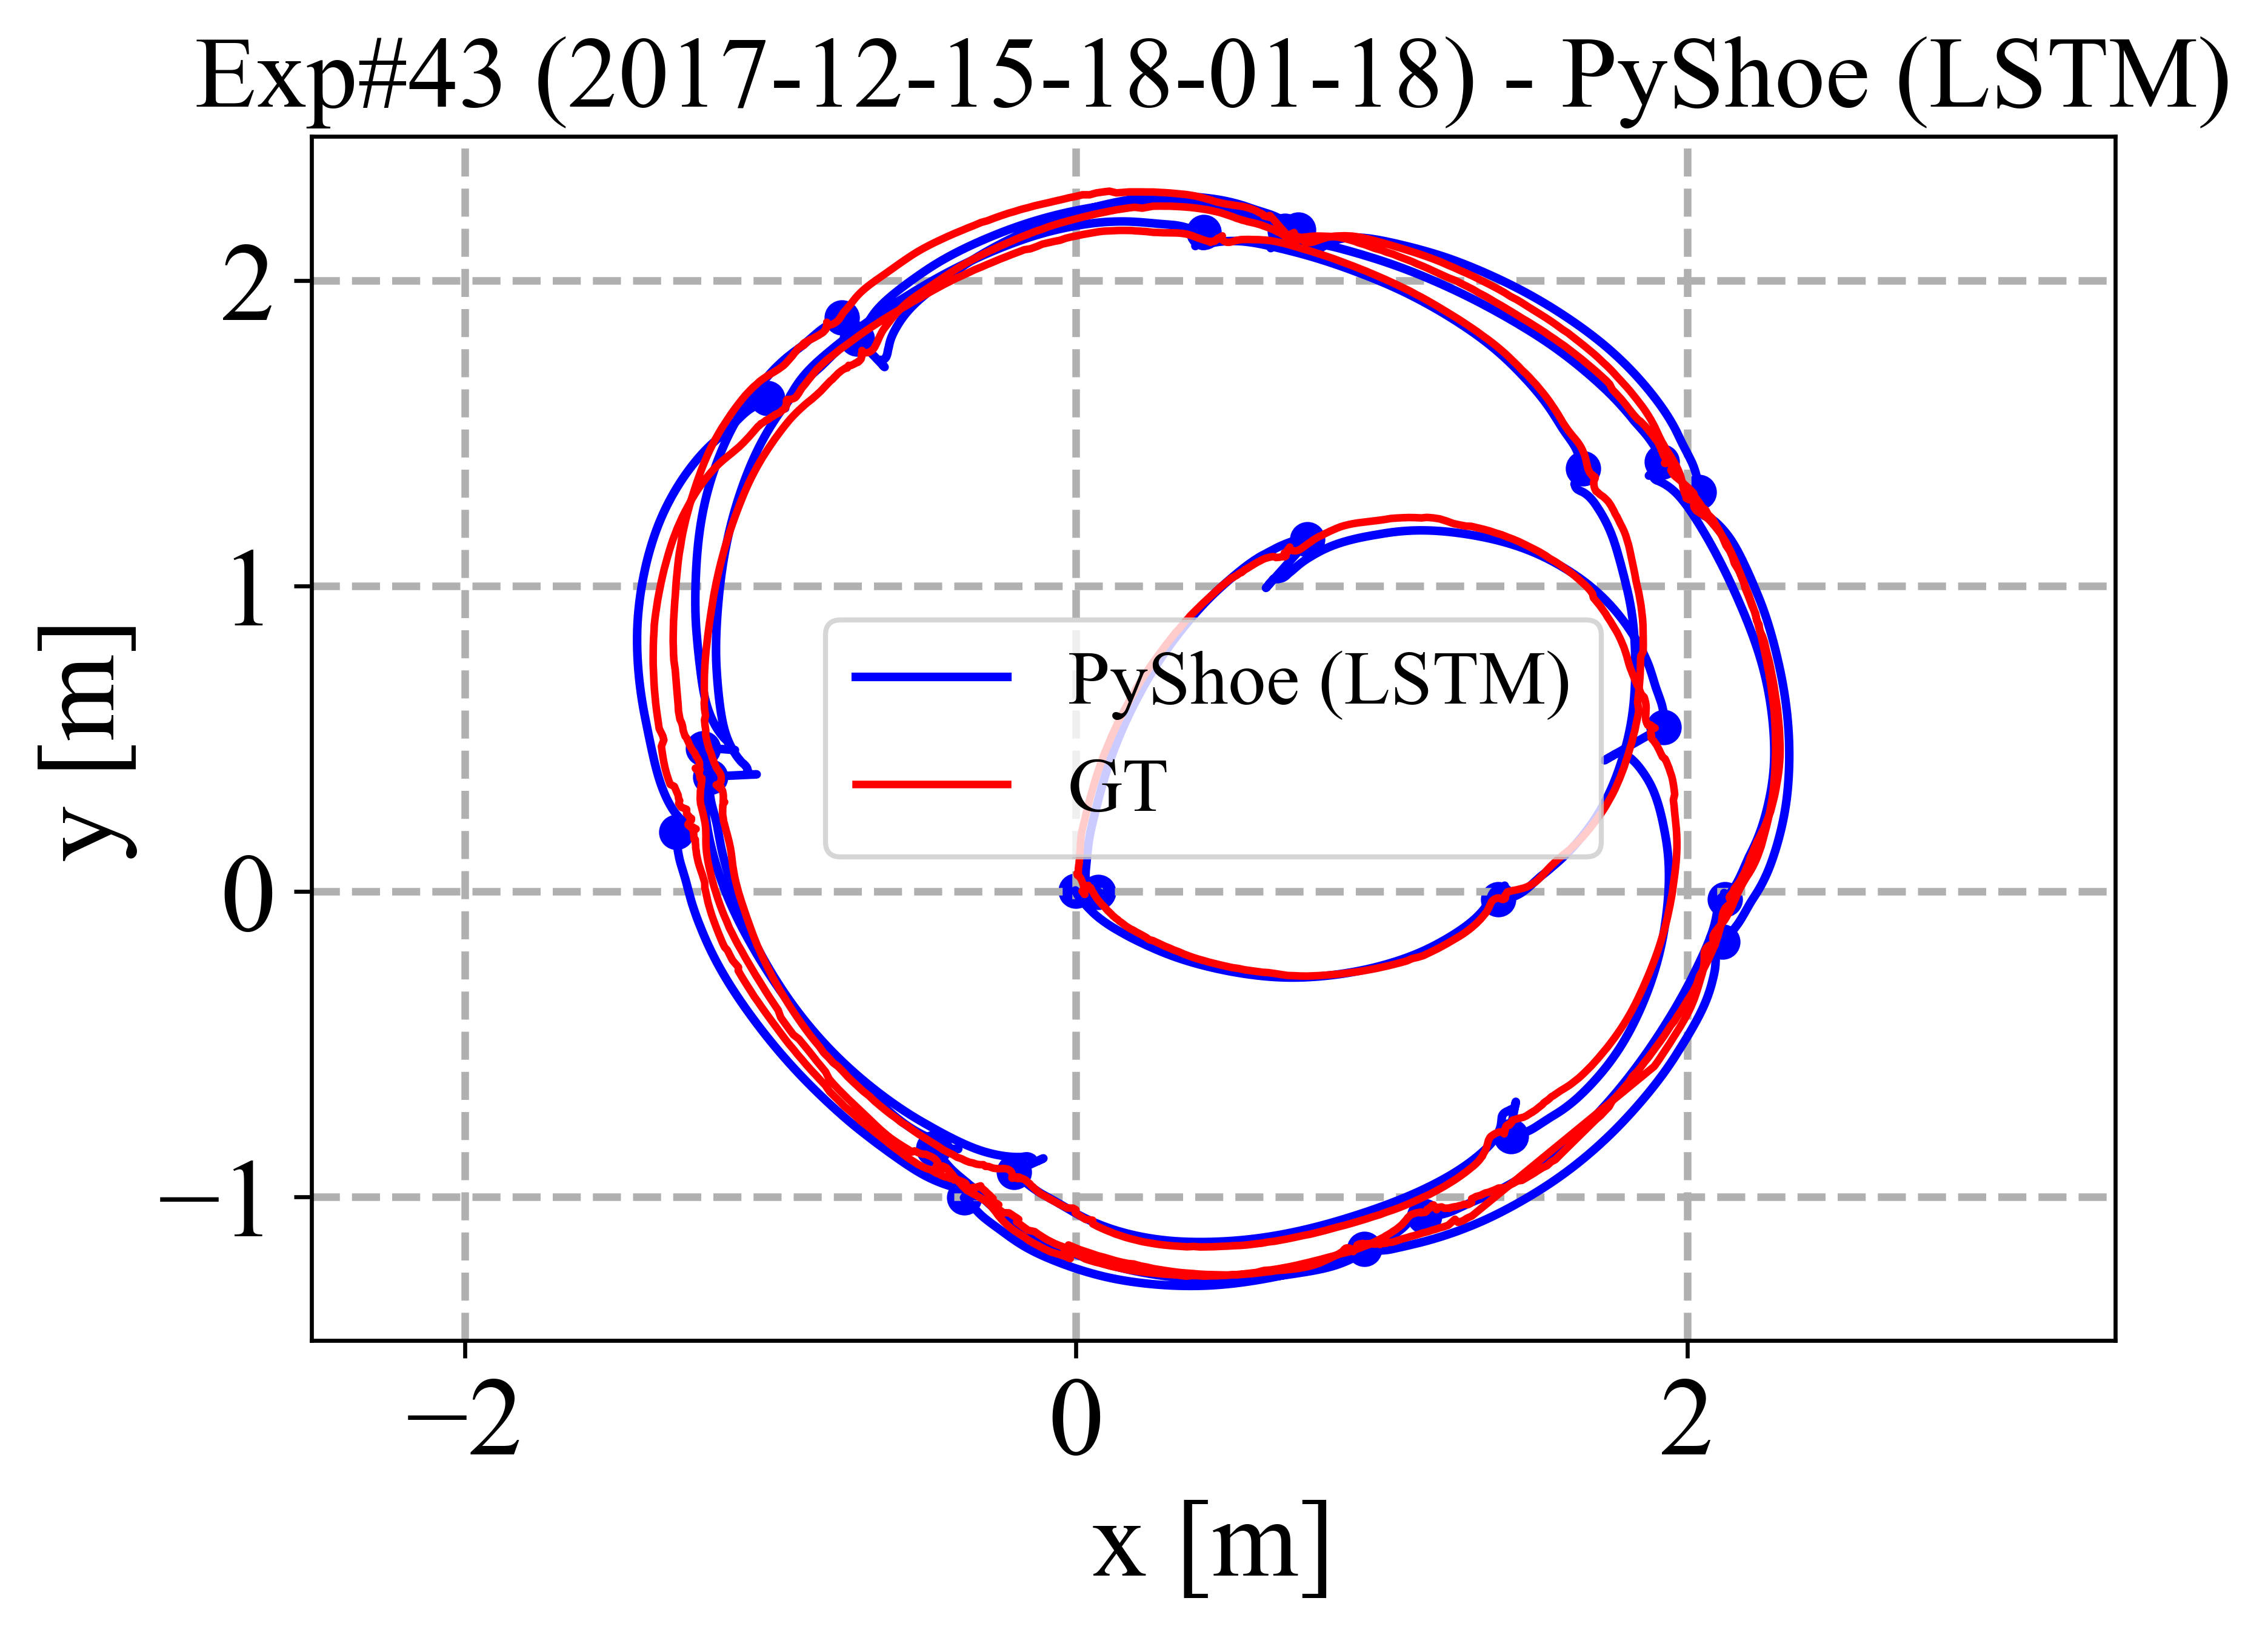 Exp#43 (2017-12-15-18-01-18) - PyShoe (LSTM)
y [m]
2
1
0
−1
PyShoe (LSTM)
GT
−2
0
2
x [m]